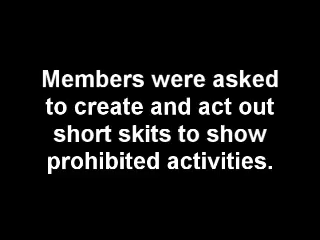 Members were asked
to create and act out
short skits to show
prohibited activities.